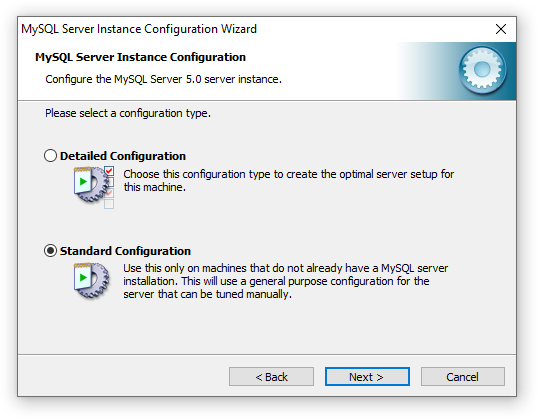 MySQL Server Instance Configuration Wizard
MySQL Server Instance Configuration
Configure the MySQL Server 5.0 server instance.
Please select a configuration type.
Detailed Configuration
Choose this configuration type to create the optimal server setup for
this machine.
Standard Configuration
Use this only on machines that do not already have a MySQL server
installation. This will use a general purpose configuration for the
server that can be tuned manually.
< Back
Next >
Cancel